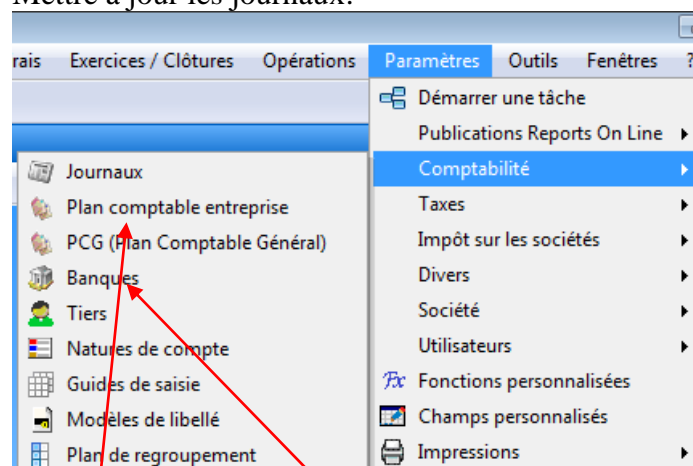 Mettre à jour les journaux:
rais Exercices / Clôtures Opérations Paramètres Outils Fenêtres ?
Démarrer une tâche
Publications Reports On Line
Comptabilité
Taxes
Impôt sur les sociétés
Divers
Société
Utilisateurs
Fx Fonctions personnalisées
Champs personnalisés
Impressions
Journaux
Plan comptable entreprise
PCG (Plan Comptable Général)
Banques
Tiers
Natures de compte
Guides de saisie
Modèles de libellé
Plan de regroupement